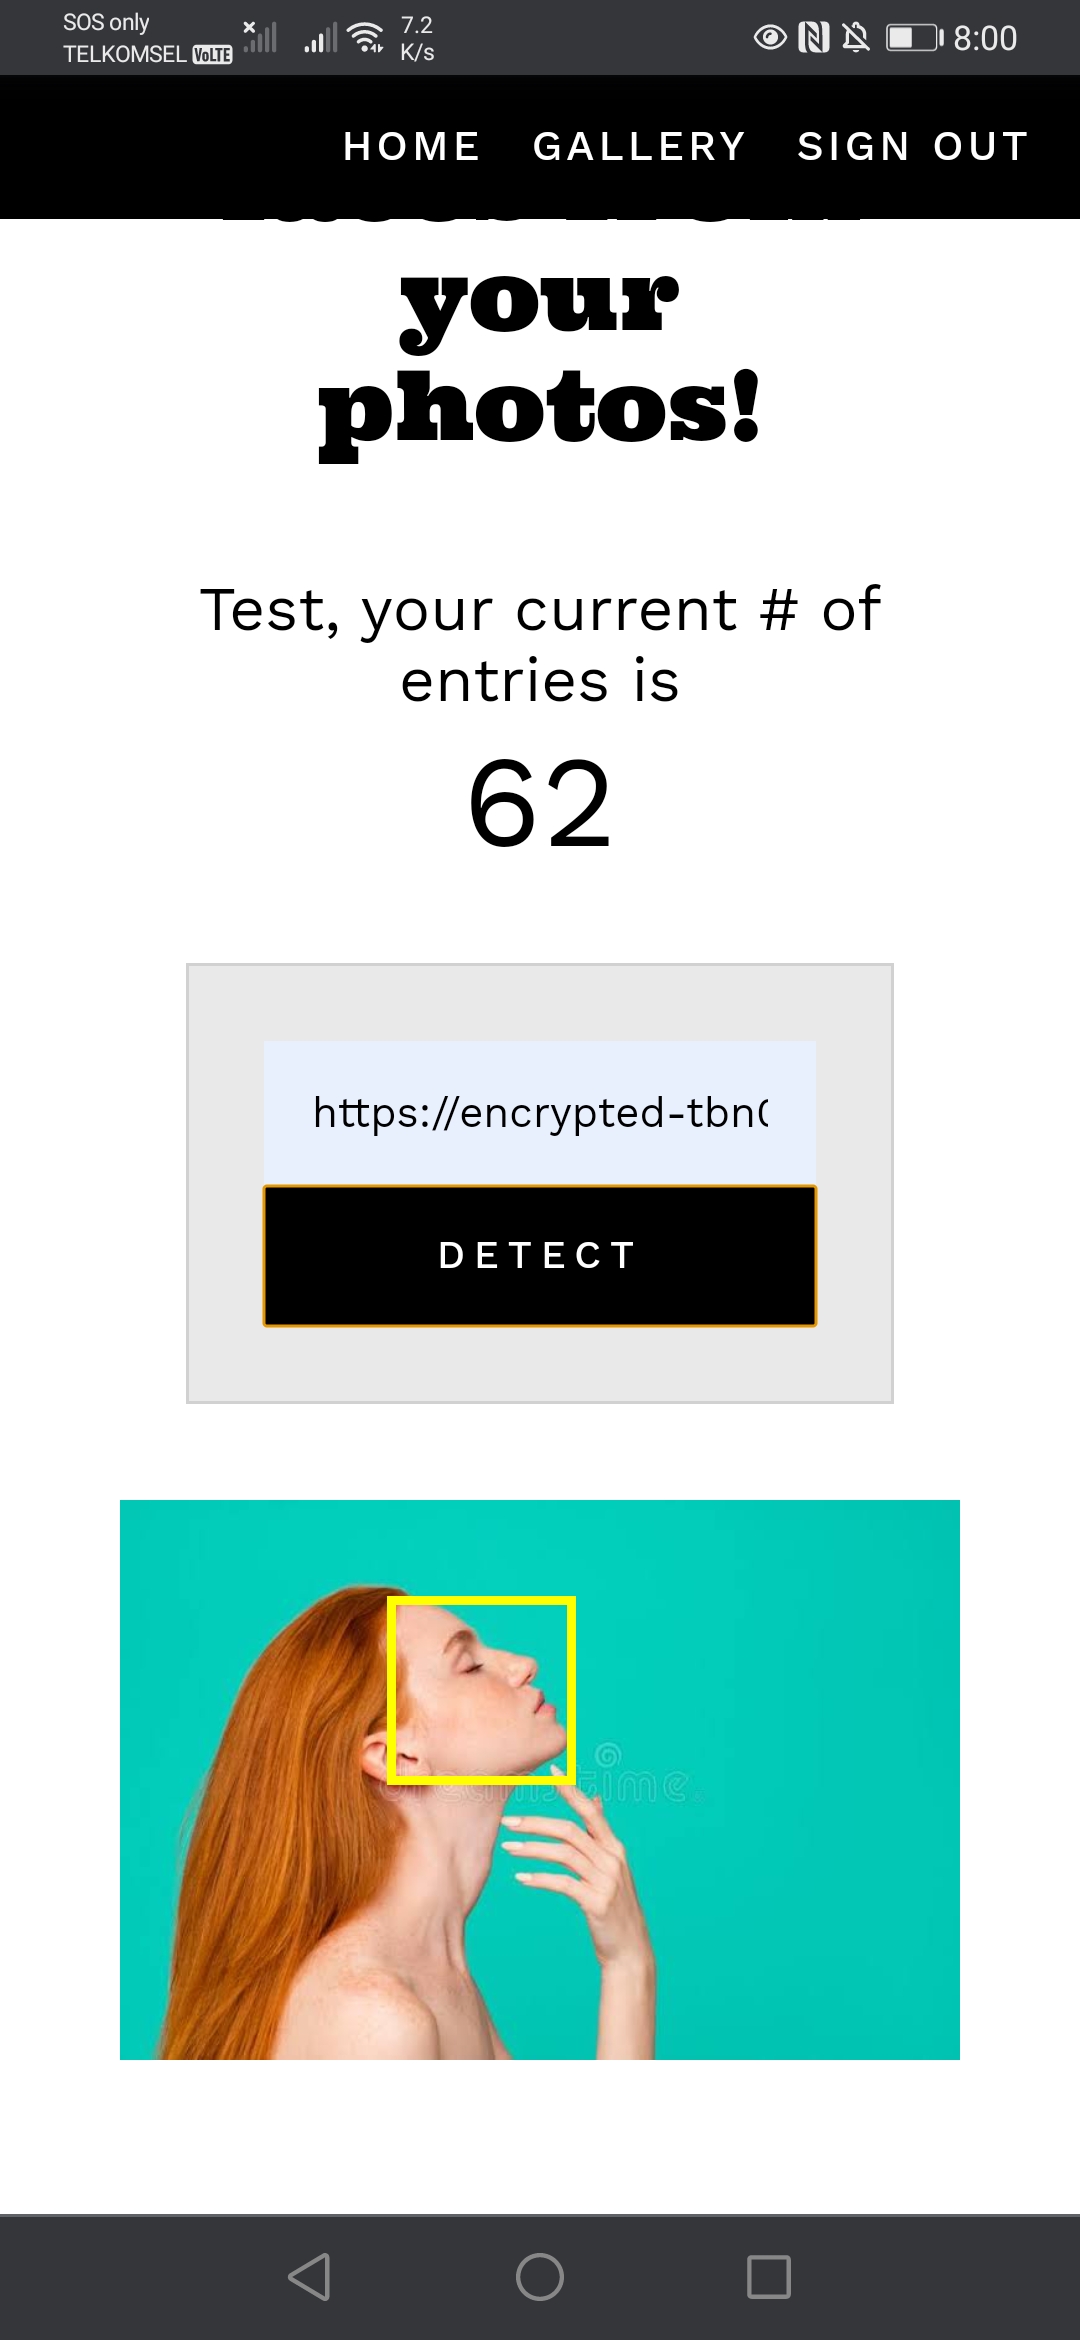 SOS only
TELKOMSEL VoLTE
7.2
K/s
8:00
HOME GALLERY SIGN OUT
your
photos!
Test, your current # of
entries is
62
https://encrypted-tbn
DETECT
dreamstime